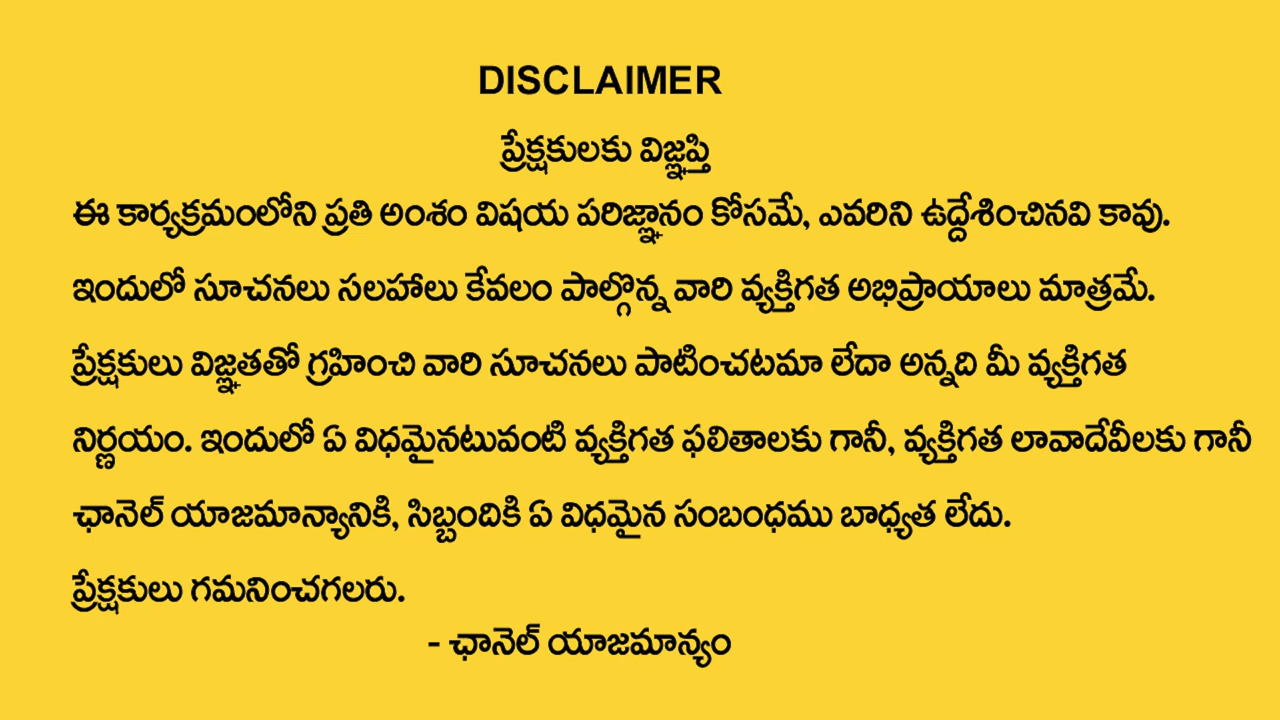 DISCLAIMER
ప్రేక్షకులకు విజ్ఞప్తి
ఈ కార్యక్రమంలోని ప్రతి అంశం విషయ పరిజ్ఞానం కోసమే, ఎవరిని ఉద్దేశించినవి కావు.
ఇందులో సూచనలు సలహాలు కేవలం పాల్గొన్న వారి వ్యక్తిగత అభిప్రాయాలు మాత్రమే.
ప్రేక్షకులు విజ్ఞతతో గ్రహించి వారి సూచనలు పాటించటమా లేదా అన్నది మీ వ్యక్తిగత
నిర్ణయం. ఇందులో ఏ విధమైనటువంటి వ్యక్తిగత ఫలితాలకు గానీ, వ్యక్తిగత లావాదేవీలకు గానీ
ఛానెల్ యాజమాన్యానికి, సిబ్బందికి ఏ విధమైన సంబంధము బాధ్యత లేదు.
ప్రేక్షకులు గమనించగలరు.
- ఛానెల్ యాజమాన్యం